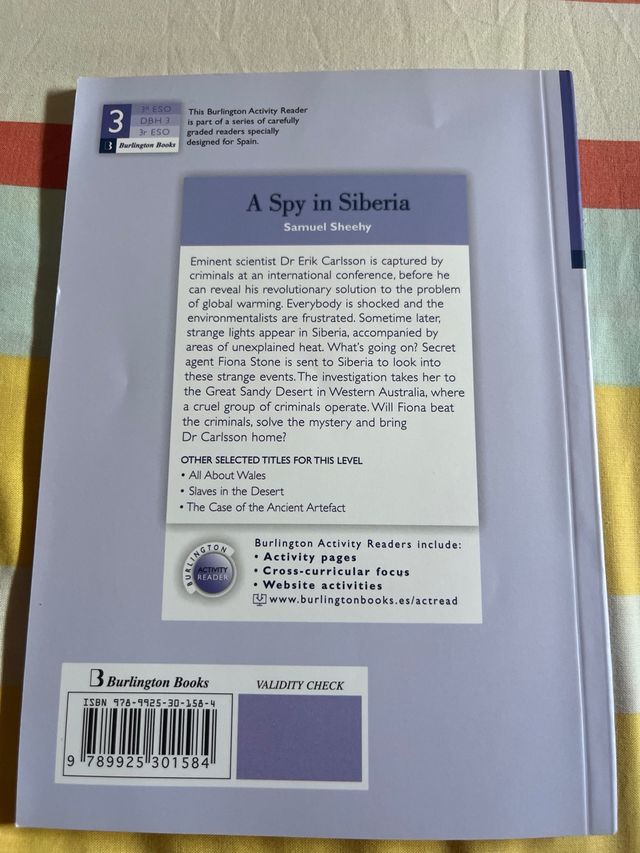 3
3º ESO
DBH 3
3r ESO
B Burlington Books
This Burlington Activity Reader
is part of a series of carefully
graded readers specially
designed for Spain.
A Spy in Siberia
Samuel Sheehy
Eminent scientist Dr Erik Carlsson is captured by
criminals at an international conference, before he
can reveal his revolutionary solution to the problem
of global warming. Everybody is shocked and the
environmentalists are frustrated. Sometime later,
strange lights appear in Siberia, accompanied by
areas of unexplained heat. What's going on? Secret
agent Fiona Stone is sent to Siberia to look into
these strange events. The investigation takes her to
the Great Sandy Desert in Western Australia, where
a cruel group of criminals operate. Will Fiona beat
the criminals, solve the mystery and bring
Dr Carlsson home?
OTHER SELECTED TITLES FOR THIS LEVEL
• All About Wales
• Slaves in the Desert
• The Case of the Ancient Artefact
BURLINGTON
ACTIVITY
READER
Burlington Activity Readers include:
• Activity pages
• Cross-curricular focus
• Website activities
www.burlingtonbooks.es/actread
B Burlington Books
VALIDITY CHECK
ISBN 978-9925-30-158-4
9 789925 301584